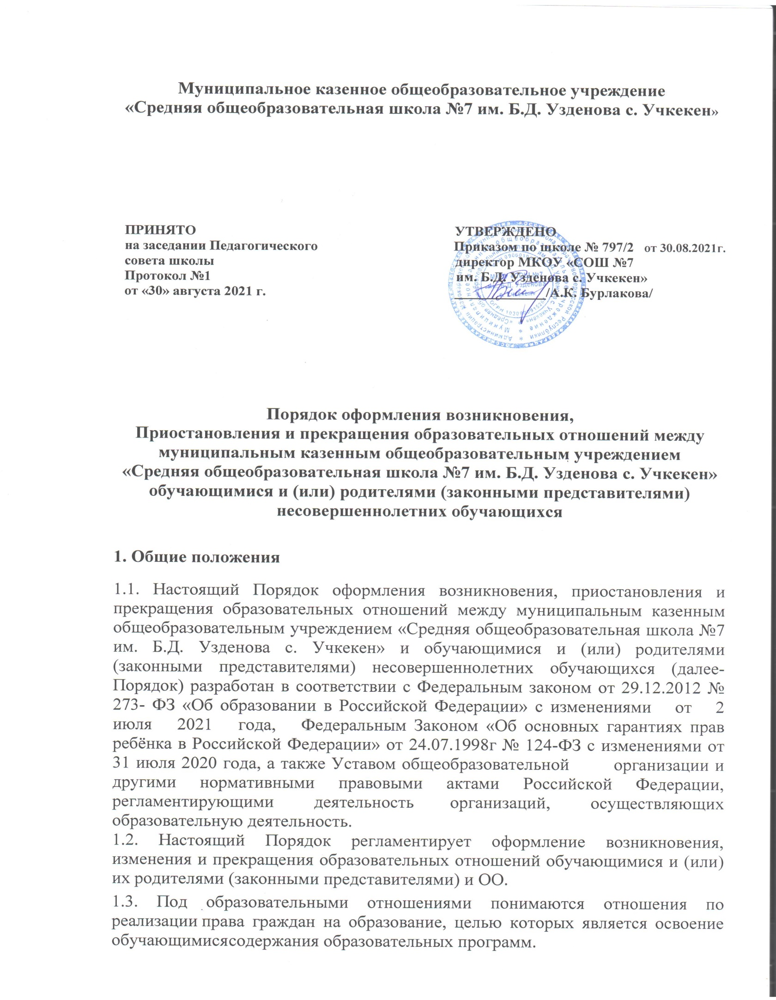 Муниципальное казенное общеобразовательное учреждение
«Средняя общеобразовательная школа №7 им. Б.Д. Узденова с. Учкекен»
ПРИНЯТО
на заседании Педагогического
совета школы
Протокол №1
от «30» августа 2021 г.
УТВЕРЖДЕНО
Приказом по школе № 797/2 от 30.08.2021г.
директор МКОУ «СОШ №7
им. Б.Д. Узденова с. Учкекен»
/А.К. Бурлакова/
Порядок оформления возникновения,
Приостановления и прекращения образовательных отношений между
муниципальным казенным общеобразовательным учреждением
«Средняя общеобразовательная школа №7 им. Б.Д. Узденова с. Учкекен»
обучающимися и (или) родителями (законными представителями)
несовершеннолетних обучающихся
1. Общие положения
1.1. Настоящий Порядок оформления возникновения, приостановления и
прекращения образовательных отношений между муниципальным казенным
общеобразовательным учреждением «Средняя общеобразовательная школа №7
им. Б.Д. Узденова с. Учкекен» и обучающимися и (или) родителями
(законными представителями) несовершеннолетних обучающихся (далее-
Порядок) разработан в соответствии с Федеральным законом от 29.12.2012 №
273- ФЗ «Об образовании в Российской Федерации» с изменениями от 2
июля 2021 года, Федеральным Законом «Об основных гарантиях прав
ребёнка в Российской Федерации» от 24.07.1998г № 124-ФЗ с изменениями от
31 июля 2020 года, а также Уставом общеобразовательной организации и
другими нормативными правовыми актами Российской Федерации,
регламентирующими деятельность организаций, осуществляющих
образовательную деятельность.
1.2. Настоящий Порядок регламентирует оформление возникновения,
изменения и прекращения образовательных отношений обучающимися и (или)
их родителями (законными представителями) и ОО.
1.3. Под образовательными отношениями понимаются отношения по
реализации права граждан на образование, целью которых является освоение
обучающимисясодержания образовательных программ.